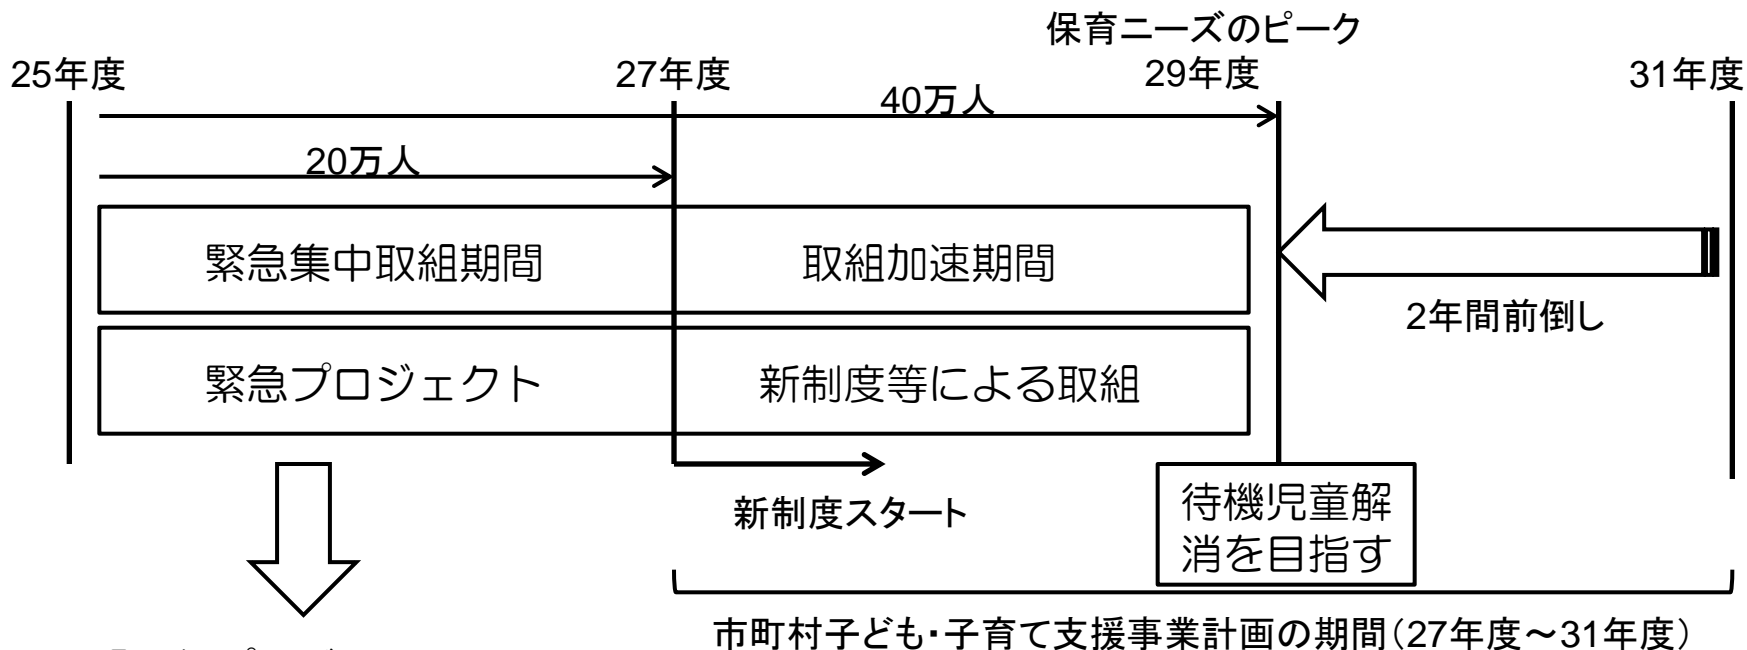 保育ニーズのピーク
25年度
27年度
29年度
31年度
40万人
20万人
緊急集中取組期間
取組加速期間
2年間前倒し
緊急プロジェクト
新制度等による取組
新制度スタート
待機児童解
消を目指す
市町村子ども・子育て支援事業計画の期間（27年度～31年度）